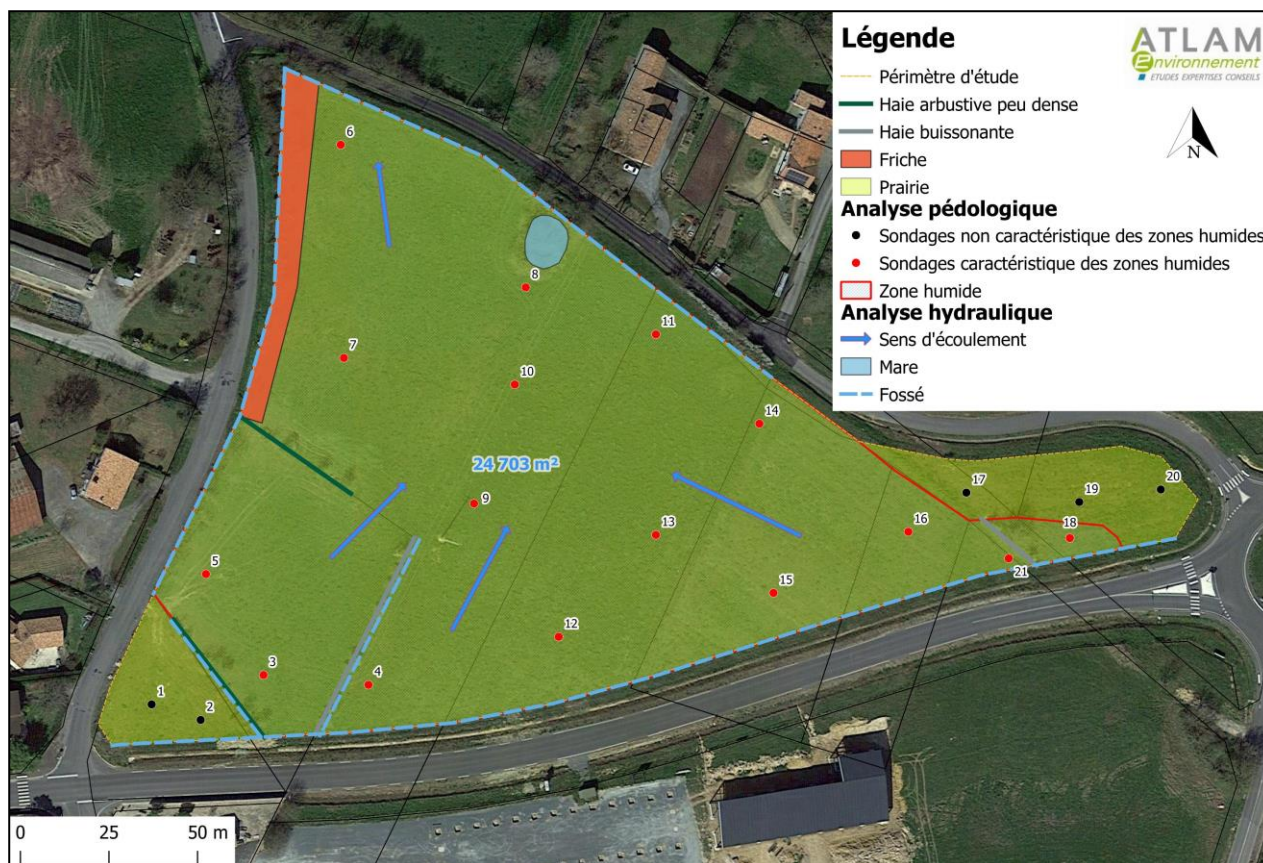 Légende
ATLAM
Environnement
ETUDES EXPERTISES CONSEILS
Périmètre d'étude
Haie arbustive peu dense
Haie buissonante
Friche
Prairie
Analyse pédologique
Sondages non caractéristique des zones humides
Sondages caractéristique des zones humides
Zone humide
Analyse hydraulique
Sens d'écoulement
Mare
Fossé
N
6
8
11
7
10
14
24 703 m²
17
20
19
9
16
13
18
21
5
15
12
3
4
1
2
0 25 50 m